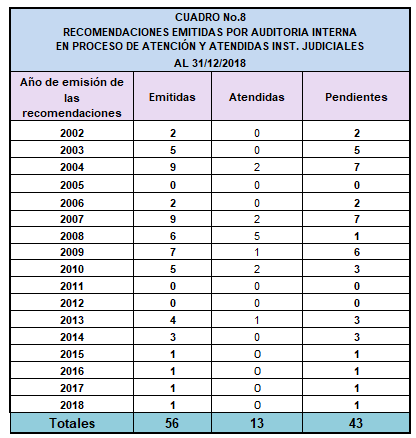 CUADRO No.8
RECOMENDACIONES EMITIDAS POR AUDITORIA INTERNA
EN PROCESO DE ATENCIÓN Y ATENDIDAS INST. JUDICIALES
AL 31/12/2018
Año de emisión de las recomendaciones Emitidas Atendidas Pendientes
2002 2 0 2
2003 5 0 5
2004 9 2 7
2005 0 0 0
2006 2 0 2
2007 9 2 7
2008 6 5 1
2009 7 1 6
2010 5 2 3
2011 0 0 0
2012 0 0 0
2013 4 1 3
2014 3 0 3
2015 1 0 1
2016 1 0 1
2017 1 0 1
2018 1 0 1
Totales 56 13 43